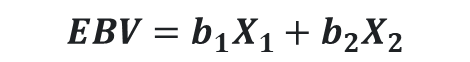 EBV = b₁X₁ + b₂X₂